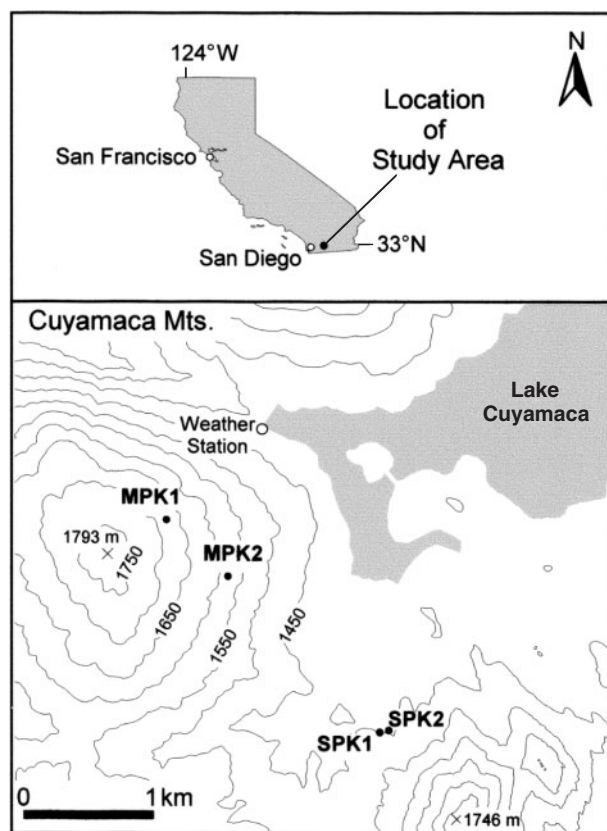 124°W
N
Location
of
Study Area
San Francisco
San Diego
33°N
Cuyamaca Mts.
Lake
Cuyamaca
Weather
Station
MPK1
1793 m
1750
MPK2
1650
1550
1450
SPK2
SPK1
0
1 km
1746 m